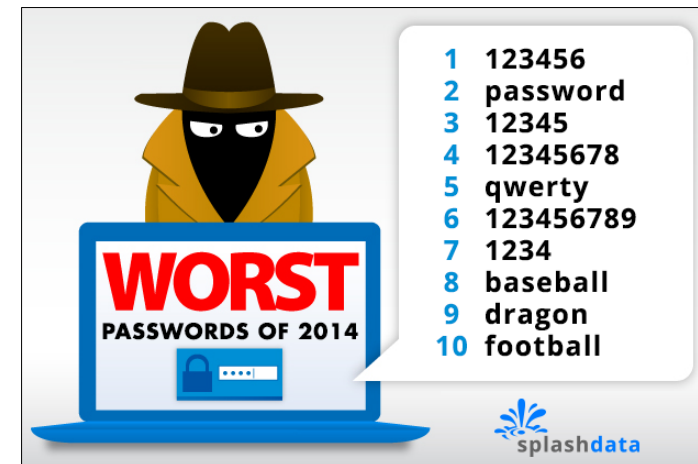 WORST
PASSWORDS OF 2014
1 123456
2 password
3 12345
4 12345678
5 qwerty
6 123456789
7 1234
8 baseball
9 dragon
10 football
splashdata